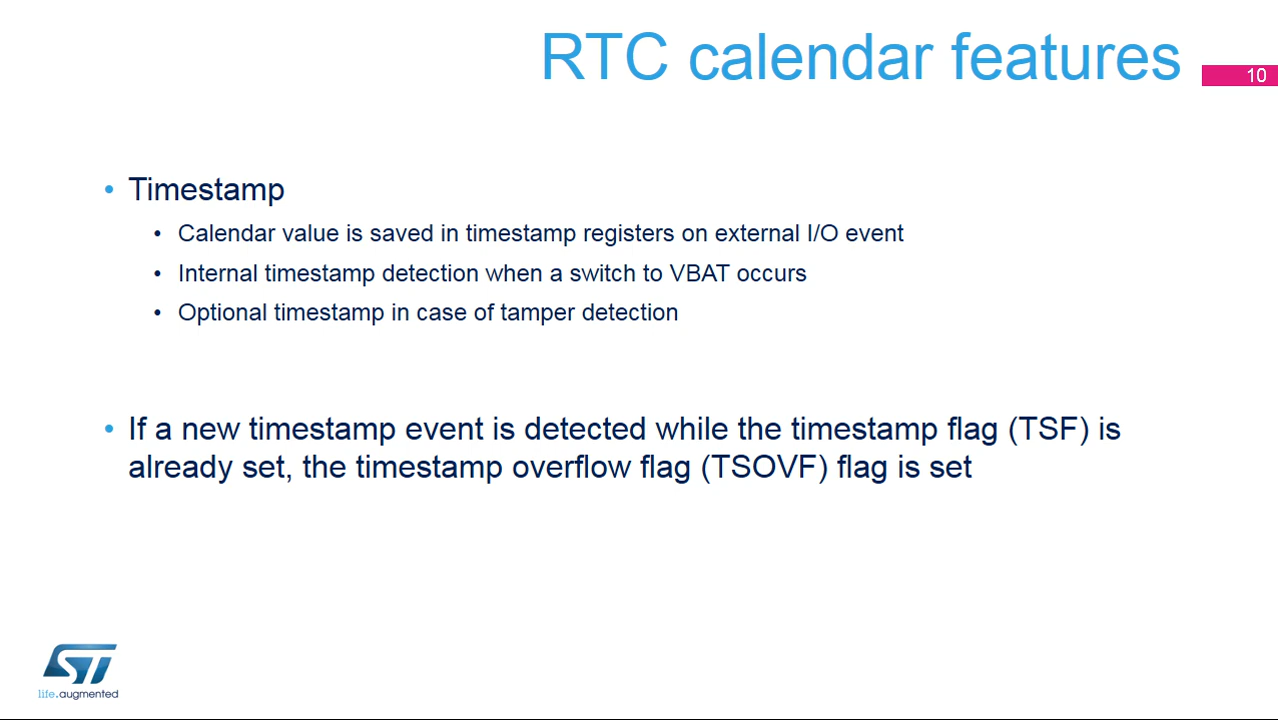 RTC calendar features
10
• Timestamp
• Calendar value is saved in timestamp registers on external I/O event
• Internal timestamp detection when a switch to VBAT occurs
• Optional timestamp in case of tamper detection
• If a new timestamp event is detected while the timestamp flag (TSF) is
already set, the timestamp overflow flag (TSOVF) flag is set
ST
life.augmented